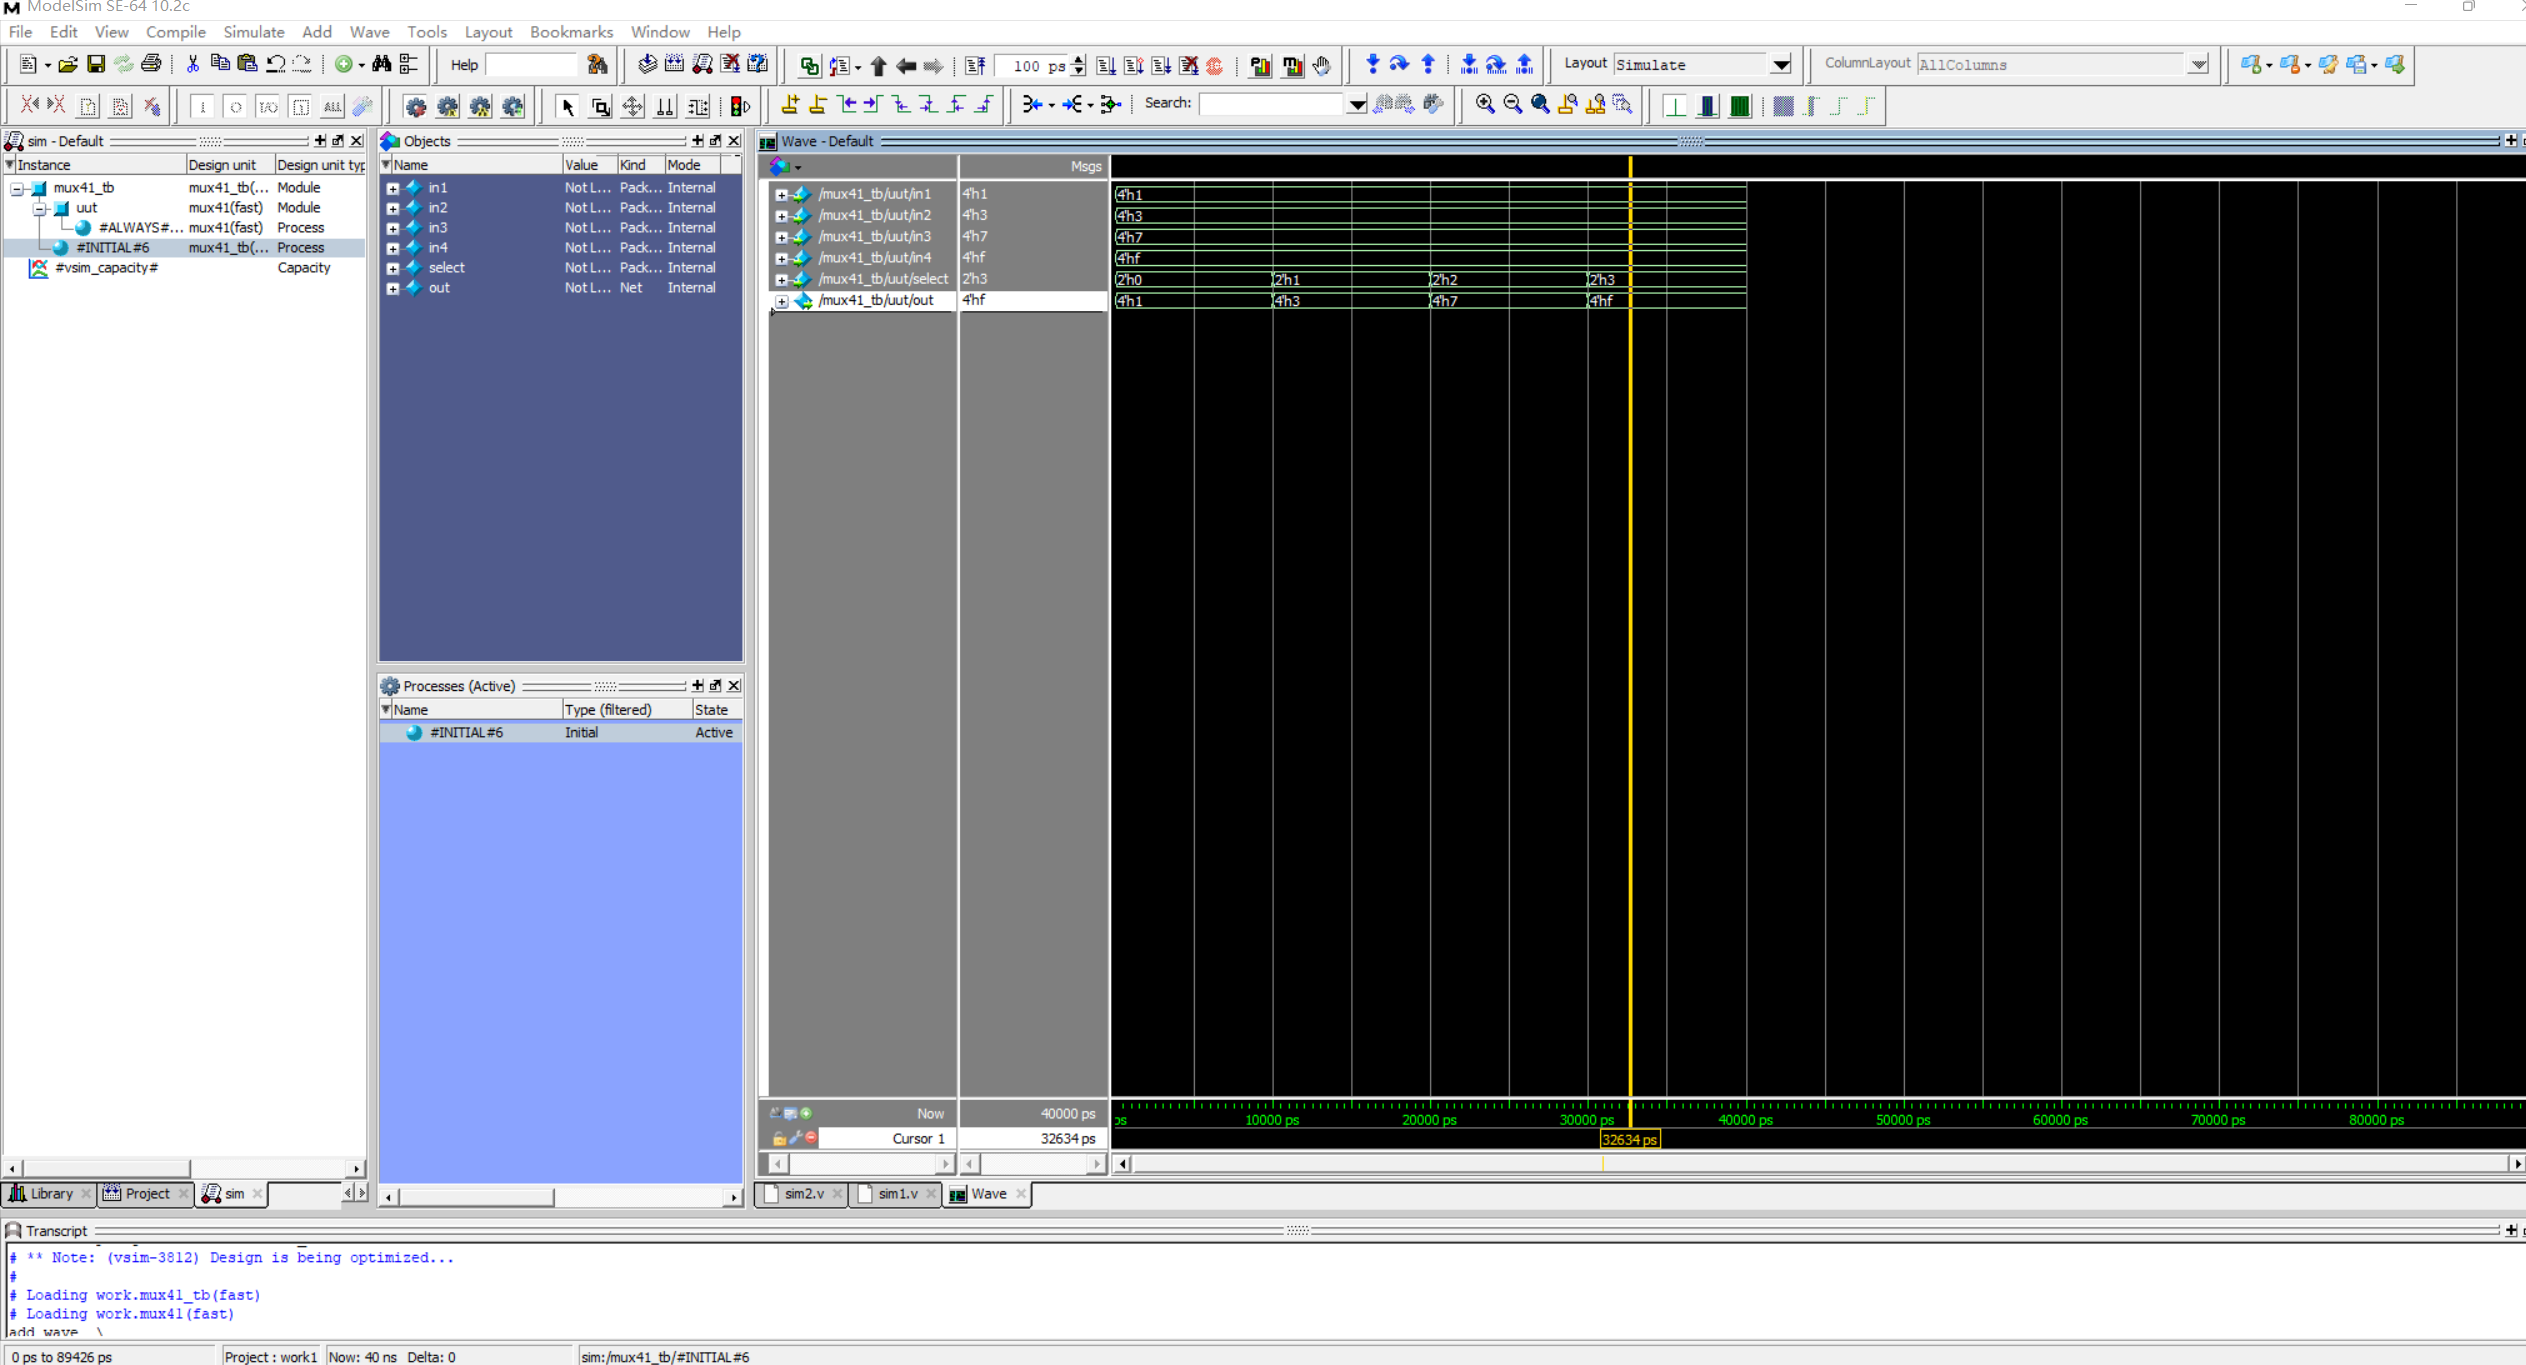 ModelSim SE-64 10.2c
File Edit View Compile Simulate Add Wave Tools Layout Bookmarks Window Help
Help 100 ps Layout Simulate ColumnLayout AllColumns
Search:
sim - Default
Instance Design unit Design unit typ
mux41_tb mux41_tb(... Module
uut mux41(fast) Module
#ALWAYS#... mux41(fast) Process
#INITIAL#6 mux41_tb(... Process
#vsim_capacity# Capacity
Library Project sim
Objects
Name Value Kind Mode
in1 Not L... Pack... Internal
in2 Not L... Pack... Internal
in3 Not L... Pack... Internal
in4 Not L... Pack... Internal
select Not L... Pack... Internal
out Not L... Net Internal
Processes (Active)
Name Type (filtered) State
#INITIAL#6 Initial Active
Wave - Default
Msgs
/mux41_tb/uut/in1 4'h1 4'h1
/mux41_tb/uut/in2 4'h3 4'h3
/mux41_tb/uut/in3 4'h7 4'h7
/mux41_tb/uut/in4 4'hf 4'hf
/mux41_tb/uut/select 2'h3 2'h0 2'h1 2'h2 2'h3
/mux41_tb/uut/out 4'hf 4'h1 4'h3 4'h7 4'hf
Now 40000 ps ps 10000 ps 20000 ps 30000 ps 40000 ps 50000 ps 60000 ps 70000 ps 80000 ps
Cursor 1 32634 ps 32634 ps
sim2.v sim1.v Wave
Transcript
# ** Note: (vsim-3812) Design is being optimized...
#
# Loading work.mux41_tb(fast)
# Loading work.mux41(fast)
add wave \
0 ps to 89426 ps Project : work1 Now: 40 ns Delta: 0 sim:/mux41_tb/#INITIAL#6